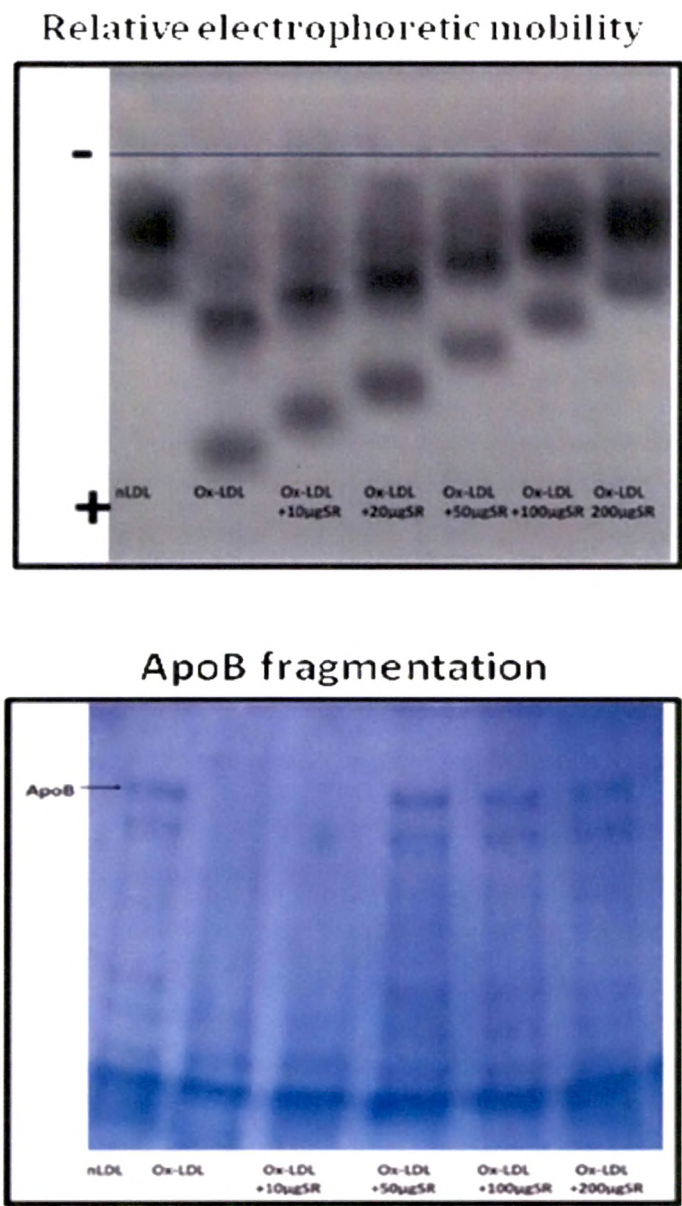 Relative electrophoretic mobility
-
+
nLDL Ox-LDL Ox-LDL Ox-LDL Ox-LDL Ox-LDL Ox-LDL
+10µgSR +20µgSR +50µgSR +100µgSR 200µgSR
ApoB fragmentation
ApoB
nLDL Ox-LDL Ox-LDL Ox-LDL Ox-LDL Ox-LDL
+10µgSR +50µgSR +100µgSR +200µgSR